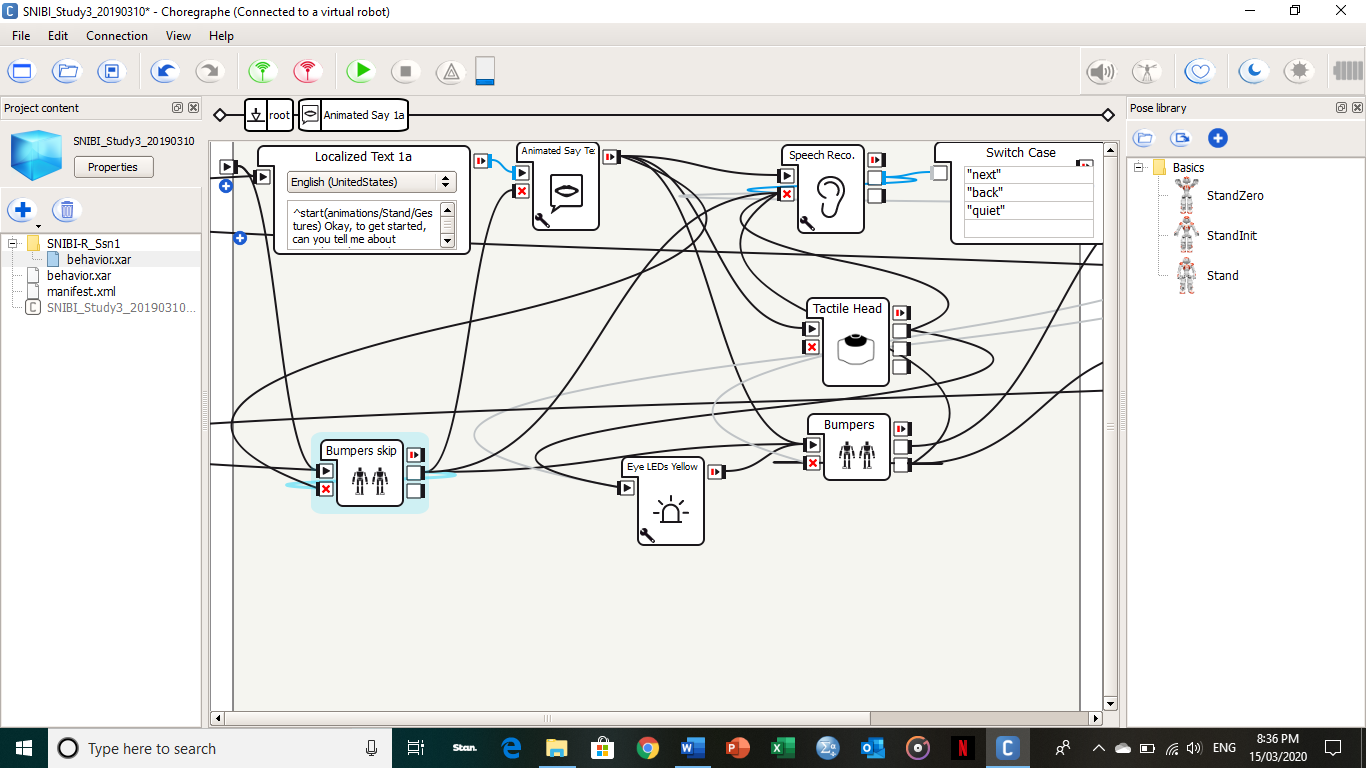 SNIBI_Study3_20190310* - Choregraphe (Connected to a virtual robot)
File Edit Connection View Help
Project content
SNIBI_Study3_20190310
Properties
SNIBI-R_Ssn1
behavior.xar
behavior.xar
manifest.xml
SNIBI_Study3_20190310...
root
Animated Say 1a
Localized Text 1a
English (UnitedStates)
^start(animations/Stand/Ges
tures) Okay, to get started,
can you tell me about
Animated Say Te
Speech Reco.
Switch Case
"next"
"back"
"quiet"
Tactile Head
Bumpers
Bumpers skip
Eye LEDs Yellow
Pose library
Basics
StandZero
StandInit
Stand
Type here to search
Stan.
ENG
8:36 PM
15/03/2020